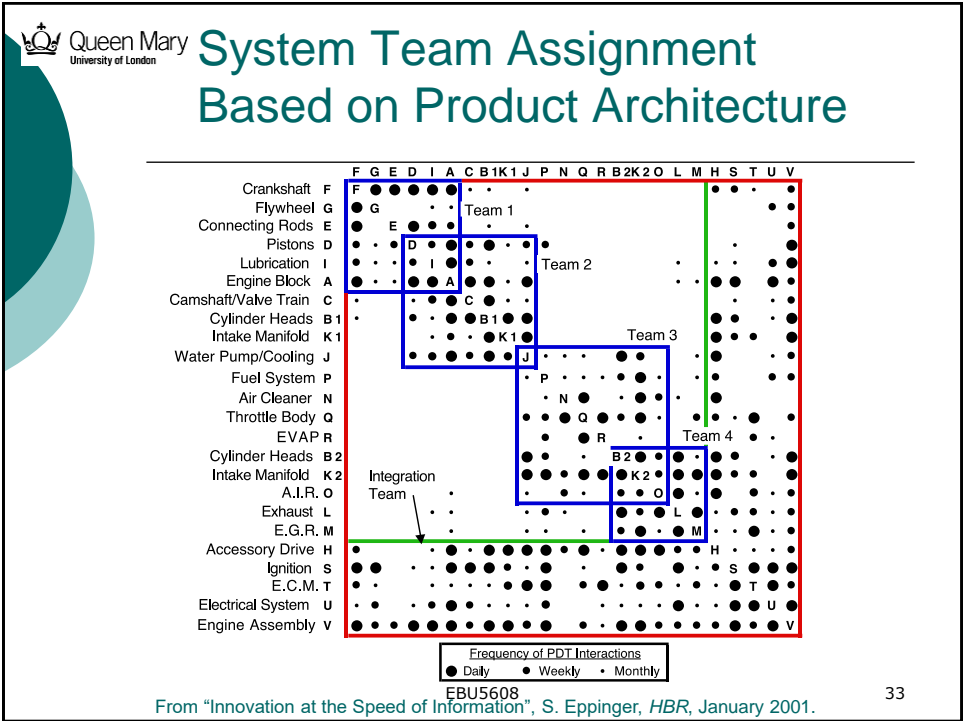 Queen Mary
University of London
System Team Assignment
Based on Product Architecture
F G E D I A C B1 K1 J P N Q R B2 K2 O L M H S T U V
Crankshaft F F
Flywheel G G
Team 1
Connecting Rods E E
Pistons D D
Lubrication I I
Team 2
Engine Block A A
Camshaft/Valve Train C C
Cylinder Heads B1 B1
Intake Manifold K1 K1
Team 3
Water Pump/Cooling J J
Fuel System P P
Air Cleaner N N
Throttle Body Q Q
EVAP R R
Team 4
Cylinder Heads B2 B2
Intake Manifold K2 K2
Integration
Team
A.I.R. O O
Exhaust L L
E.G.R. M M
Accessory Drive H H
Ignition S S
E.C.M. T T
Electrical System U U
Engine Assembly V V
Frequency of PDT Interactions
Daily Weekly Monthly
EBU5608
33
From “Innovation at the Speed of Information”, S. Eppinger, HBR, January 2001.